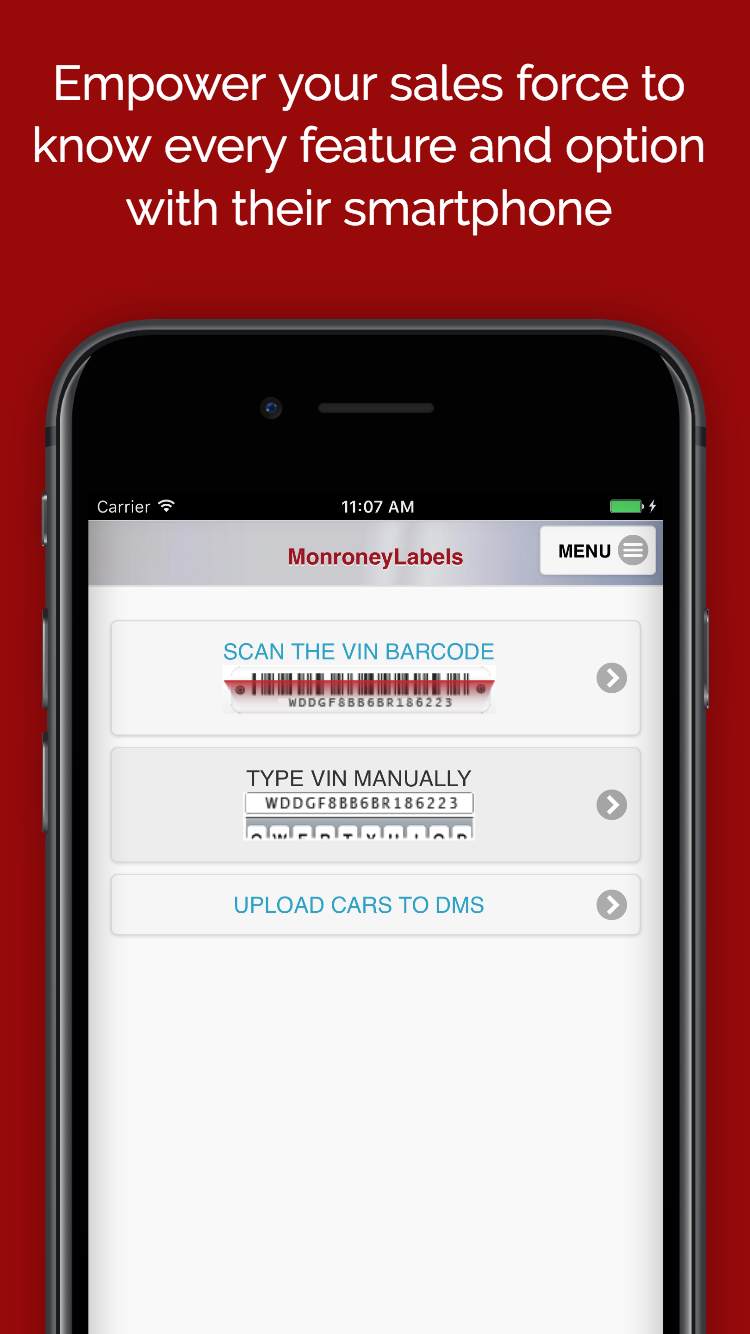 Empower your sales force to
know every feature and option
with their smartphone
Carrier 11:07 AM
MonroneyLabels
MENU
SCAN THE VIN BARCODE
WDDGF8BB6BR186223
TYPE VIN MANUALLY
WDDGF8BB6BR186223
Q W E R T Y U I O P
UPLOAD CARS TO DMS